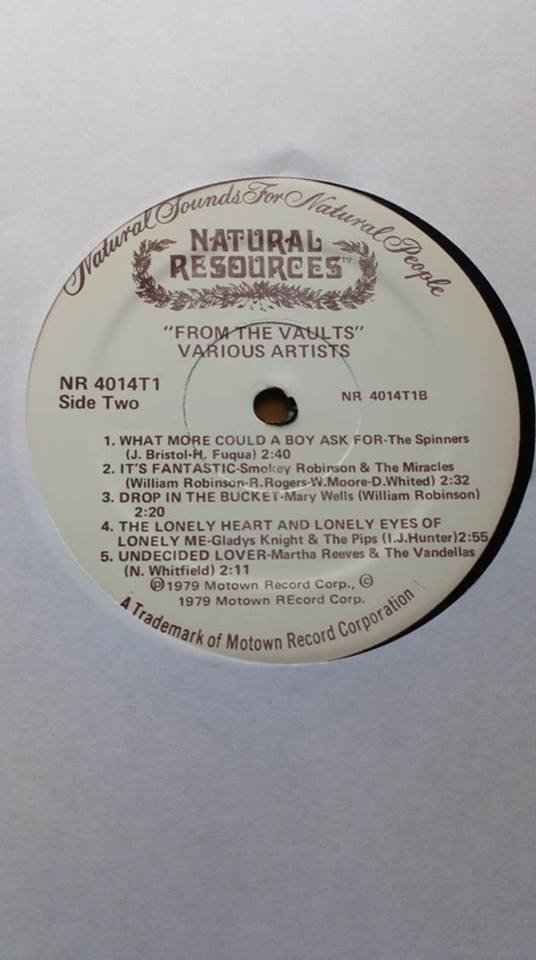 Natural Sounds For Natural People
NATURAL
RESOURCES
"FROM THE VAULTS"
VARIOUS ARTISTS
NR 4014T1
Side Two
NR 4014T1B
1. WHAT MORE COULD A BOY ASK FOR-The Spinners
(J. Bristol-H. Fuqua) 2:40
2. IT'S FANTASTIC-Smokey Robinson & The Miracles
(William Robinson-R.Rogers-W.Moore-D.Whited) 2:32
3. DROP IN THE BUCKET-Mary Wells (William Robinson)
2:20
4. THE LONELY HEART AND LONELY EYES OF
LONELY ME-Gladys Knight & The Pips (I.J.Hunter)2:55
5. UNDECIDED LOVER-Martha Reeves & The Vandellas
(N. Whitfield) 2:11
℗1979 Motown Record Corp., ©
1979 Motown REcord Corp.
A Trademark of Motown Record Corporation